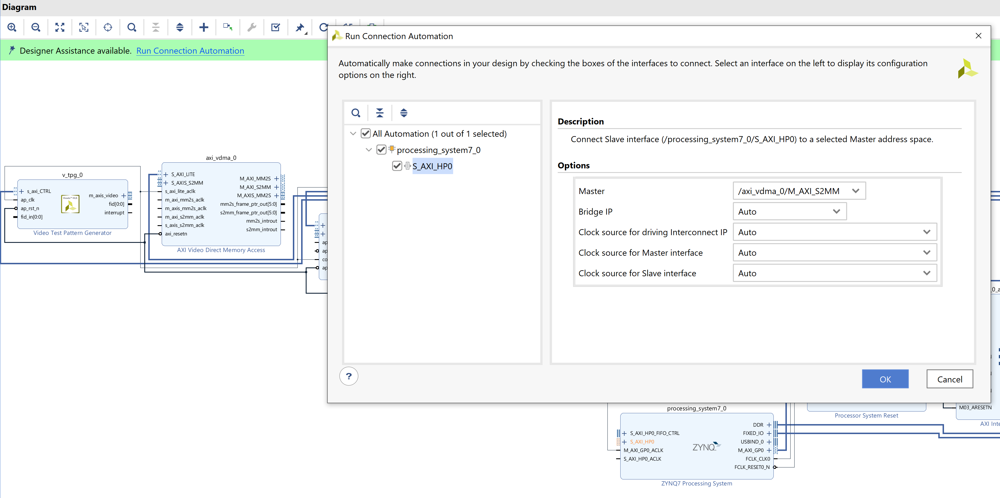 Diagram
Designer Assistance available. Run Connection Automation
Run Connection Automation
Automatically make connections in your design by checking the boxes of the interfaces to connect. Select an interface on the left to display its configuration
options on the right.
All Automation (1 out of 1 selected)
processing_system7_0
S_AXI_HP0
Description
Connect Slave interface (/processing_system7_0/S_AXI_HP0) to a selected Master address space.
Options
Master /axi_vdma_0/M_AXI_S2MM
Bridge IP Auto
Clock source for driving Interconnect IP Auto
Clock source for Master interface Auto
Clock source for Slave interface Auto
?
OK
Cancel
v_tpg_0
s_axi_CTRL
ap_clk
ap_rst_n
fid_in[0:0]
Vivado™ HLS
m_axis_video
fid[0:0]
interrupt
Video Test Pattern Generator
axi_vdma_0
S_AXI_LITE
S_AXIS_S2MM
s_axi_lite_aclk
m_axi_mm2s_aclk
m_axis_mm2s_aclk
m_axi_s2mm_aclk
s_axis_s2mm_aclk
axi_resetn
M_AXI_MM2S
M_AXI_S2MM
M_AXIS_MM2S
mm2s_frame_ptr_out[5:0]
s2mm_frame_ptr_out[5:0]
mm2s_introut
s2mm_introut
AXI Video Direct Memory Access
ap
ap
co
ap
_0_a
processing_system7_0
S_AXI_HP0_FIFO_CTRL
S_AXI_HP0
M_AXI_GP0_ACLK
S_AXI_HP0_ACLK
ZYNQ
DDR
FIXED_IO
USBIND_0
M_AXI_GP0
FCLK_CLK0
FCLK_RESET0_N
ZYNQ7 Processing System
Processor System Reset
M03_ARESETN
AXI Inte